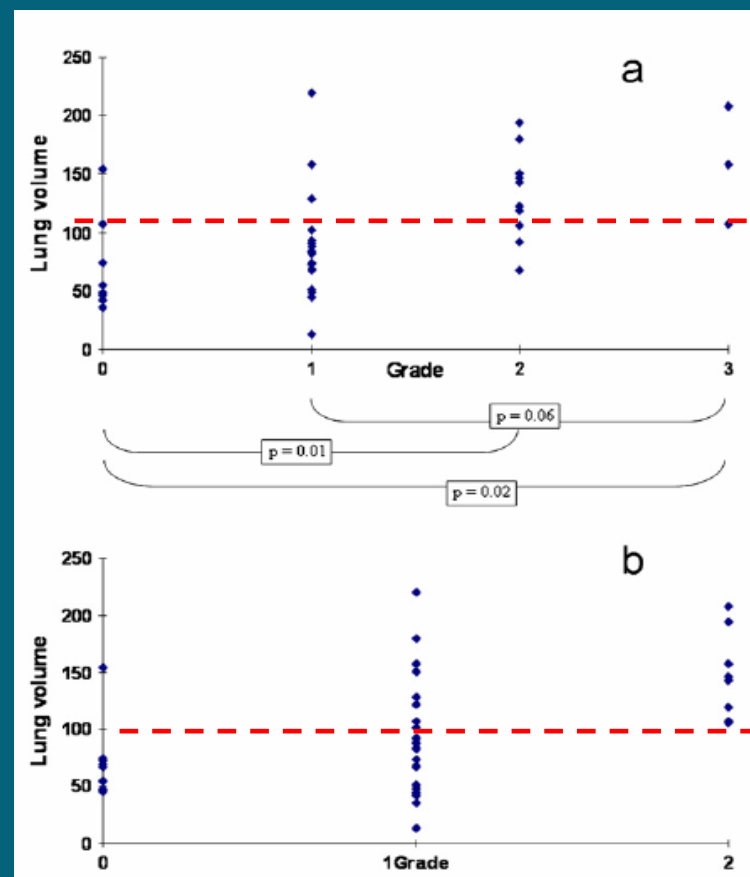 a
250
200
150
100
50
0
Lung volume
0 1 Grade 2 3
p = 0.06
p = 0.01
p = 0.02
b
250
200
150
100
50
0
Lung volume
0 1Grade 2